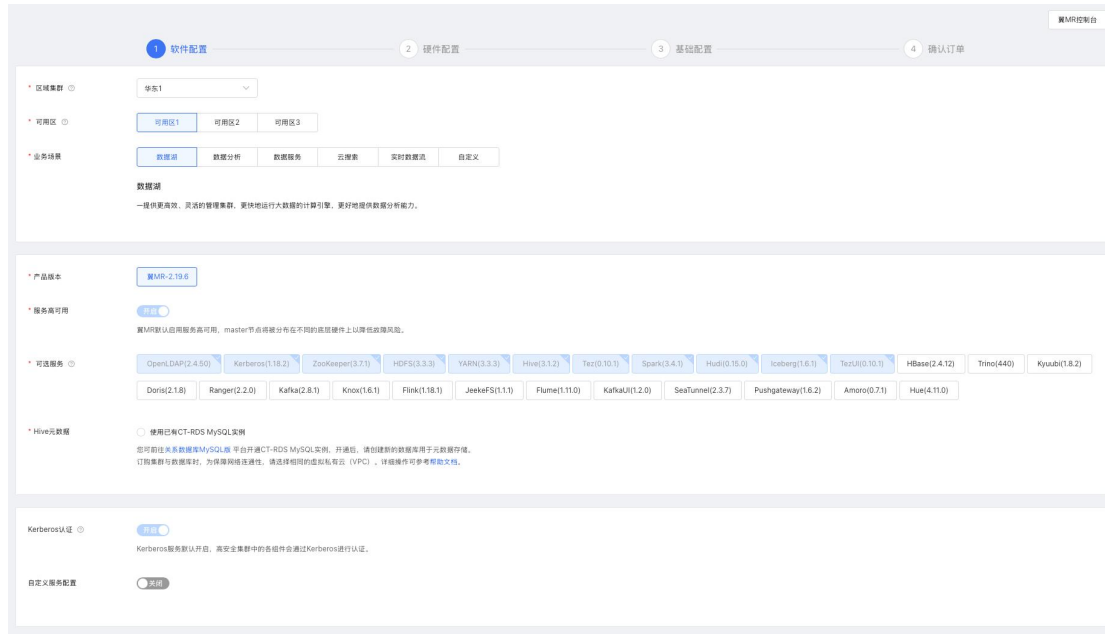 翼MR控制台
1 软件配置
2 硬件配置
3 基础配置
4 确认订单
* 区域集群
华东1
* 可用区
可用区1 可用区2 可用区3
* 业务场景
数据湖 数据分析 数据服务 云搜索 实时数据流 自定义
数据湖
—提供更高效、灵活的管理集群，更快地运行大数据的计算引擎，更好地提供数据分析能力。
* 产品版本
翼MR-2.19.6
* 服务高可用
开启
翼MR默认启用服务高可用，master节点将被分布在不同的底层硬件上以降低故障风险。
* 可选服务
OpenLDAP(2.4.50) Kerberos(1.18.2) ZooKeeper(3.7.1) HDFS(3.3.3) YARN(3.3.3) Hive(3.1.2) Tez(0.10.1) Spark(3.4.1) Hudi(0.15.0) Iceberg(1.6.1) TezUI(0.10.1) HBase(2.4.12) Trino(440) Kyuubi(1.8.2)
Doris(2.1.8) Ranger(2.2.0) Kafka(2.8.1) Knox(1.6.1) Flink(1.18.1) JeekeFS(1.1.1) Flume(1.11.0) KafkaUI(1.2.0) SeaTunnel(2.3.7) Pushgateway(1.6.2) Amoro(0.7.1) Hue(4.11.0)
* Hive元数据
使用已有CT-RDS MySQL实例
您可前往关系数据库MySQL版 平台开通CT-RDS MySQL实例，开通后，请创建新的数据库用于元数据存储。
订购集群与数据库时，为保障网络连通性，请选择相同的虚拟私有云（VPC），详细操作可参考帮助文档。
Kerberos认证
开启
Kerberos服务默认开启，高安全集群中的各组件会通过Kerberos进行认证。
自定义服务配置
关闭